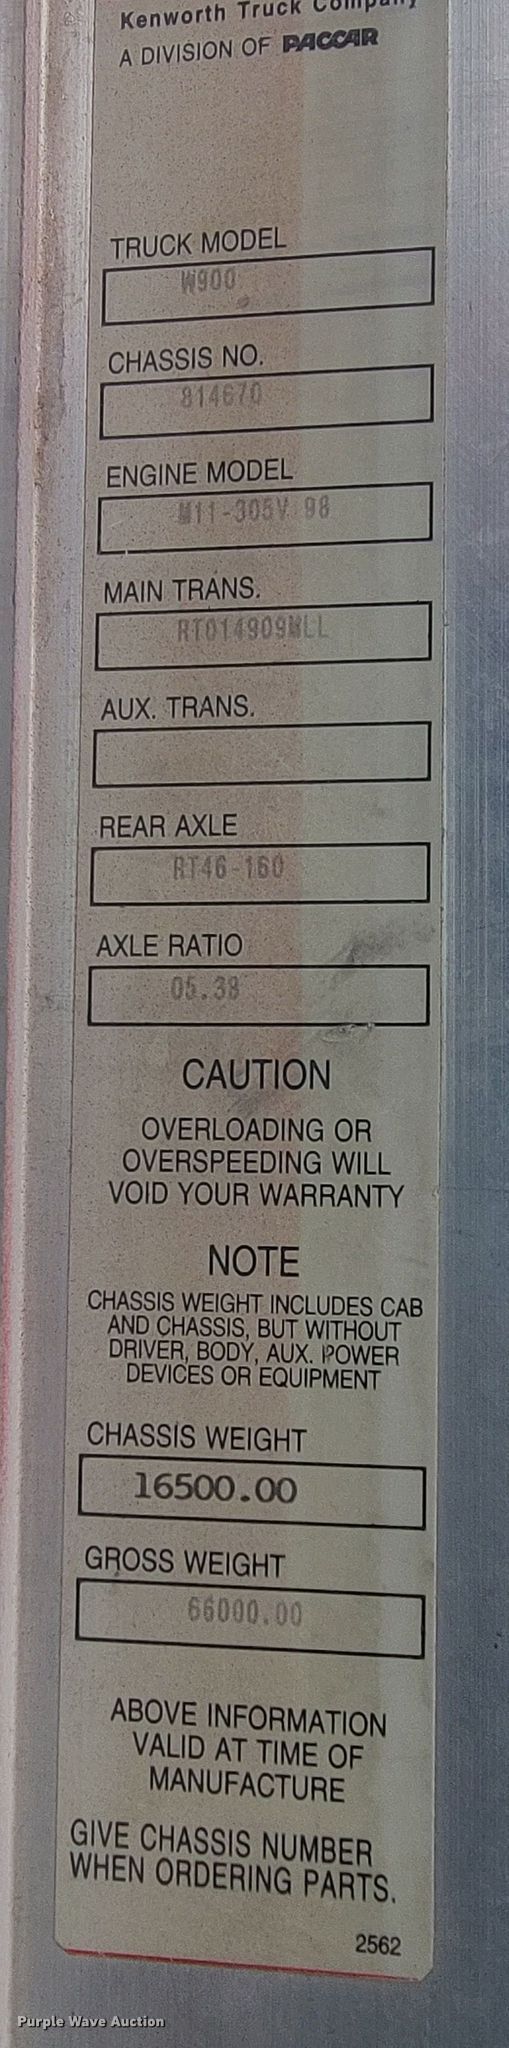 Kenworth Truck Company
A DIVISION OF PACCAR
TRUCK MODEL
W900
CHASSIS NO.
814670
ENGINE MODEL
M11-305V 98
MAIN TRANS.
RTO14909MLL
AUX. TRANS.
REAR AXLE
RT46-160
AXLE RATIO
05.38
CAUTION
OVERLOADING OR
OVERSPEEDING WILL
VOID YOUR WARRANTY
NOTE
CHASSIS WEIGHT INCLUDES CAB
AND CHASSIS, BUT WITHOUT
DRIVER, BODY, AUX. POWER
DEVICES OR EQUIPMENT
CHASSIS WEIGHT
16500.00
GROSS WEIGHT
66000.00
ABOVE INFORMATION
VALID AT TIME OF
MANUFACTURE
GIVE CHASSIS NUMBER
WHEN ORDERING PARTS.
2562
Purple Wave Auction